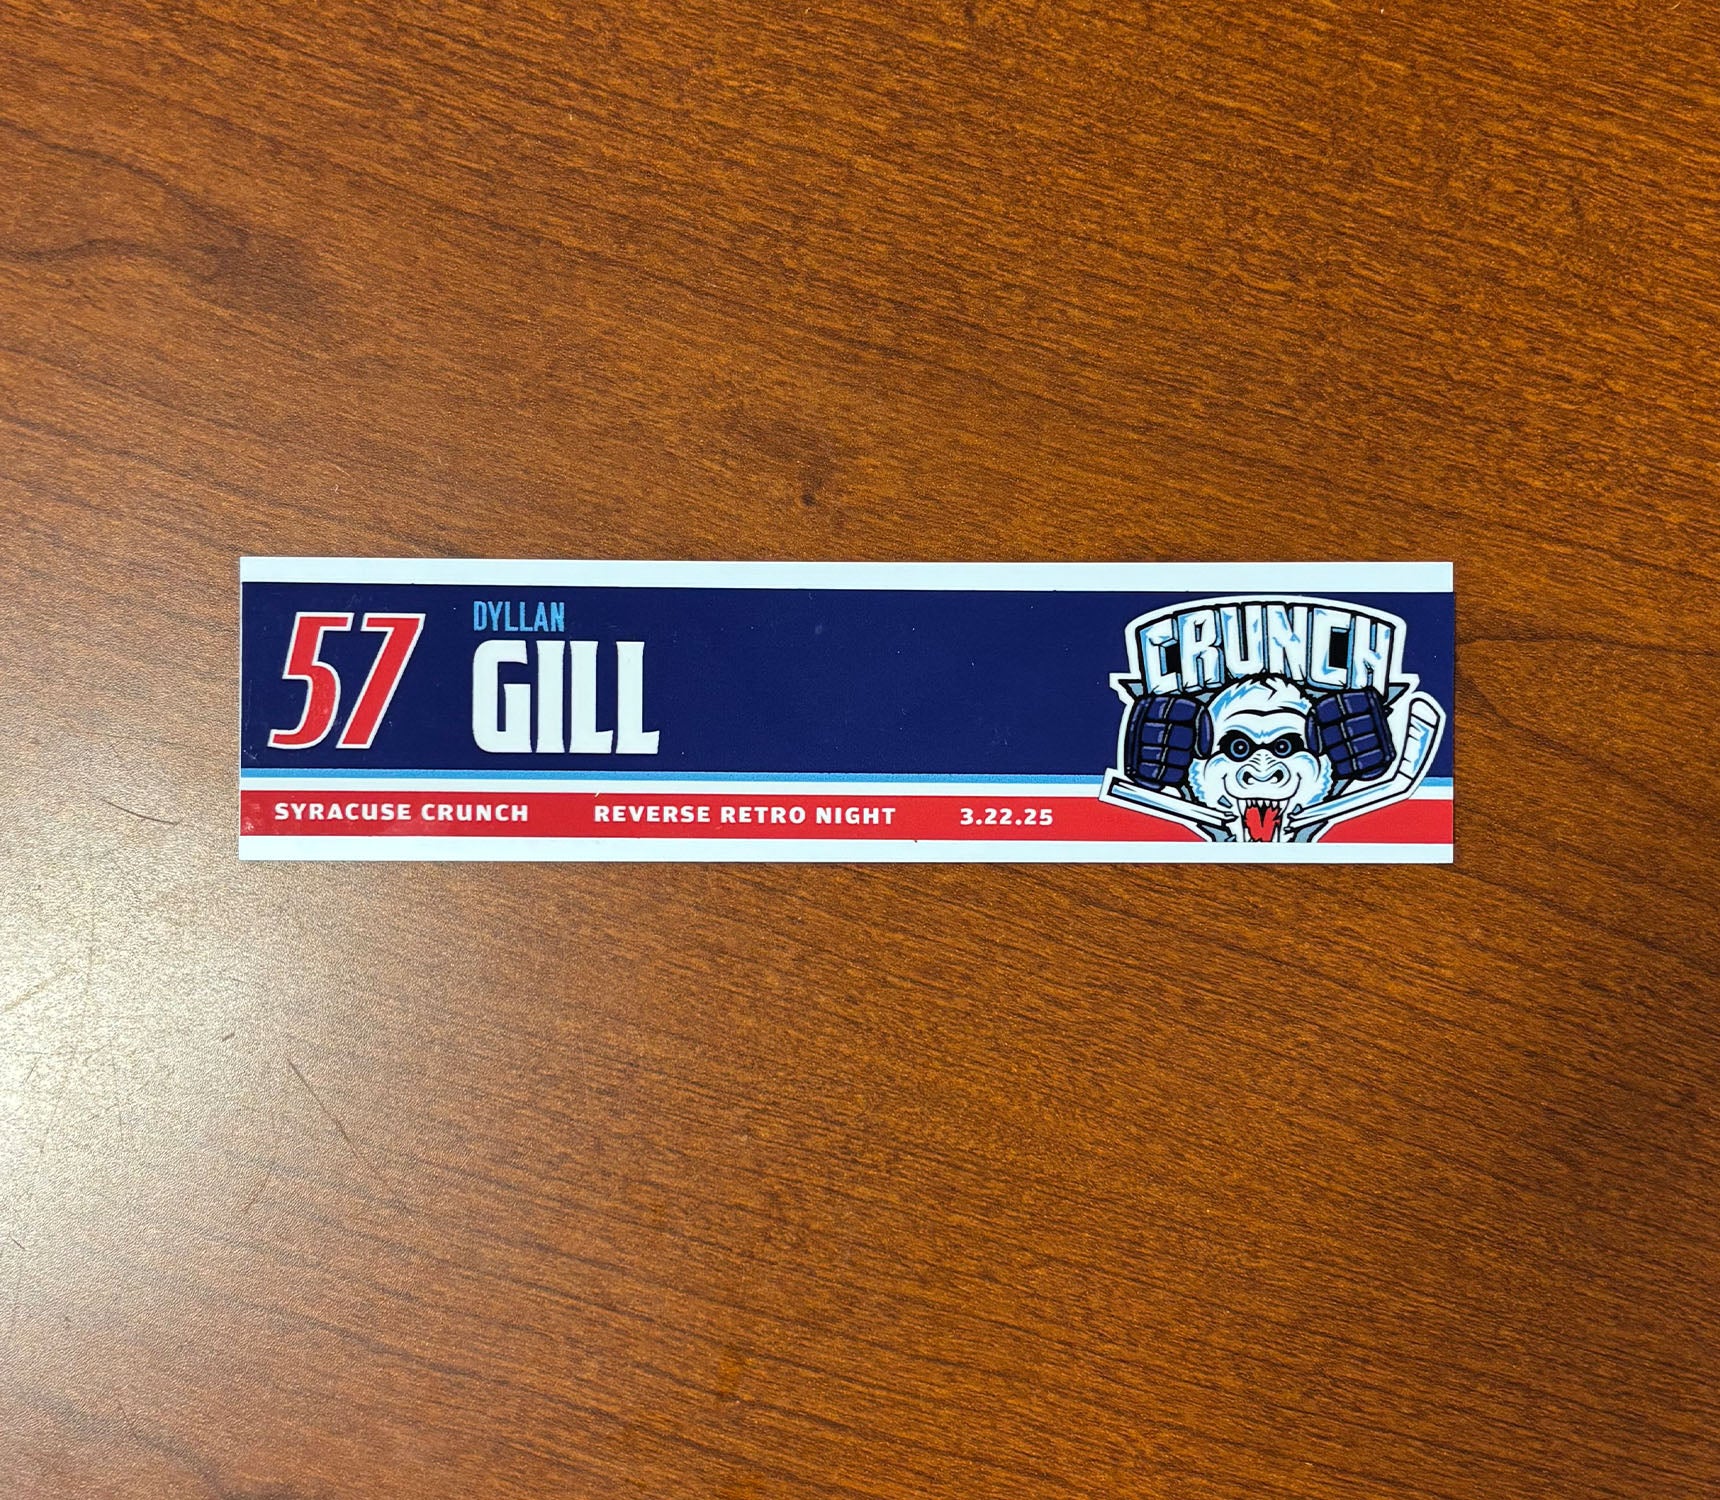 57
DYLLAN
GILL
CRUNCH
SYRACUSE CRUNCH REVERSE RETRO NIGHT 3.22.25